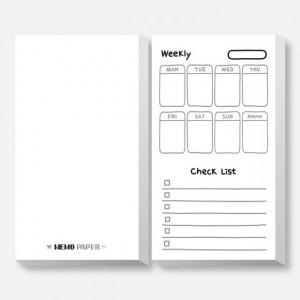 MEMO PAPER
Weekly
MON TUE WED THU
FRI SAT SUN Memo
Check List